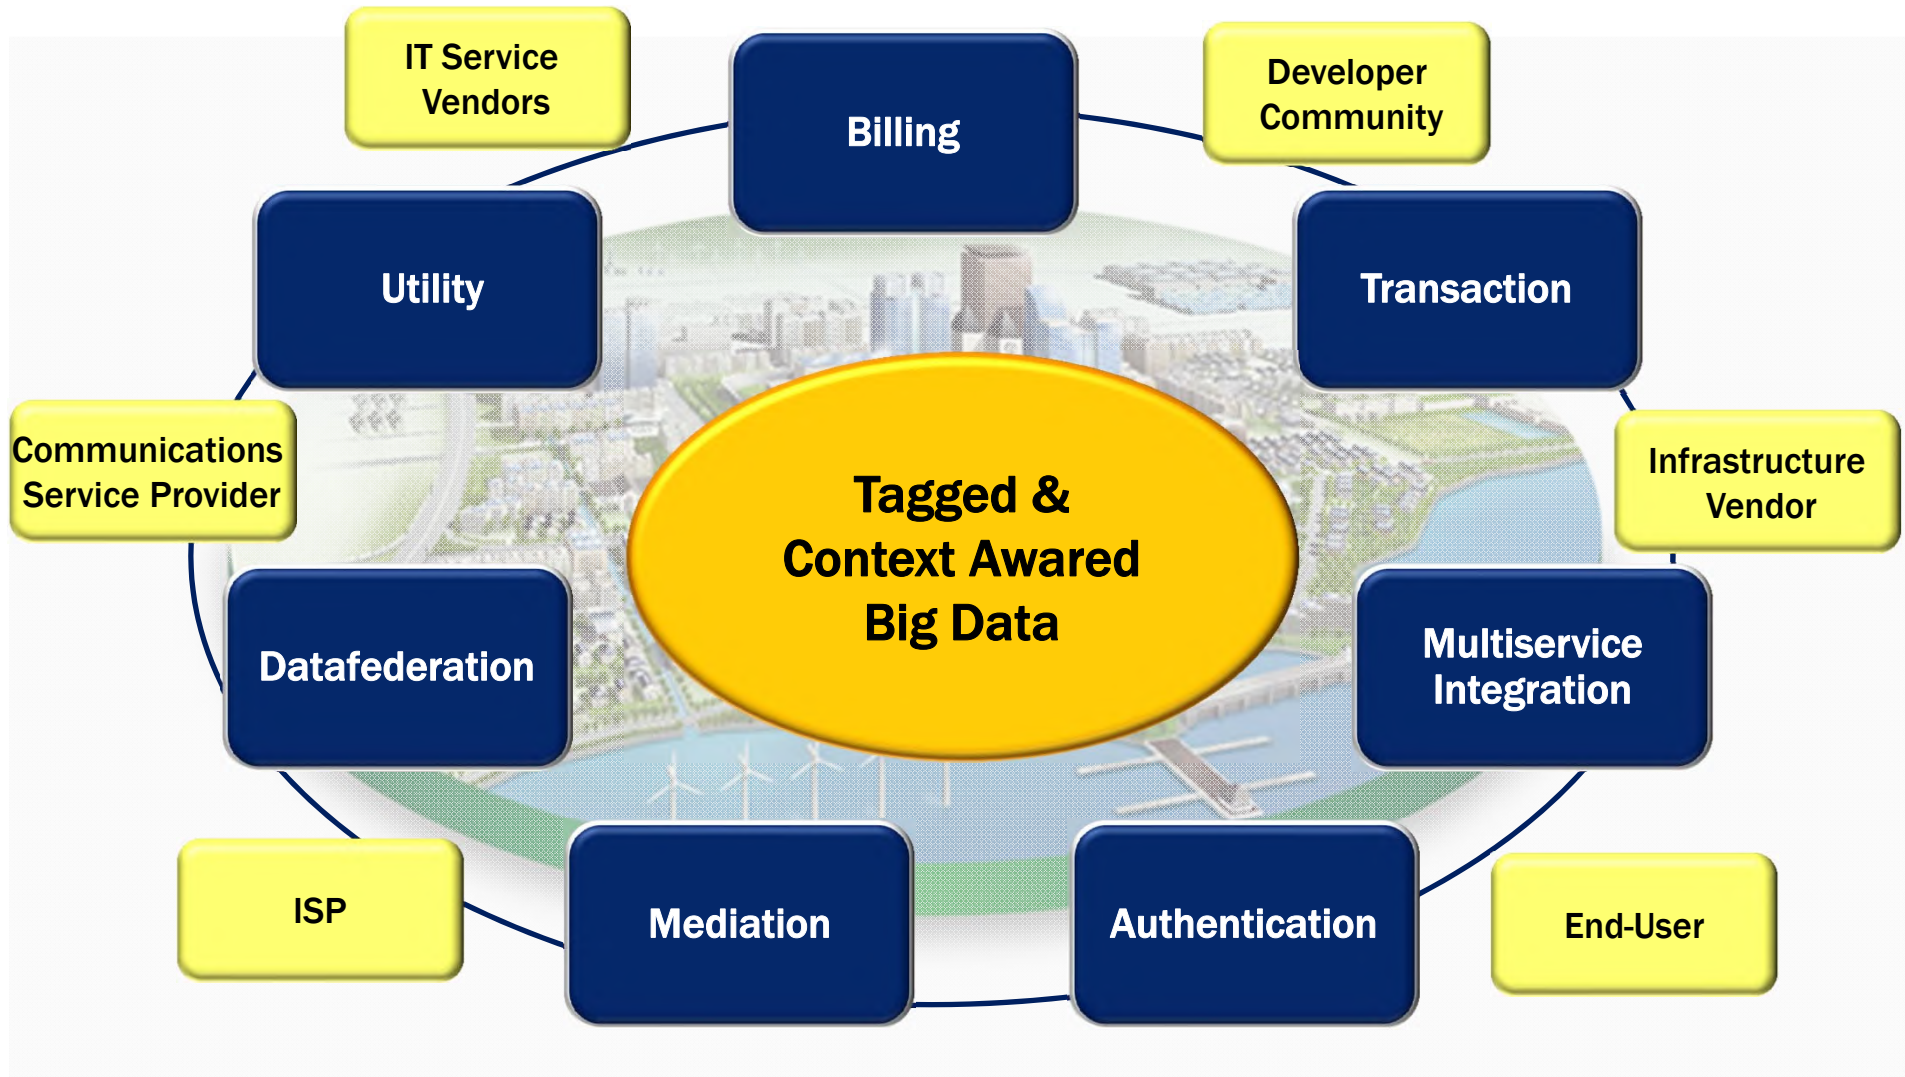 IT Service
Vendors
Billing
Developer
Community
Utility
Transaction
Communications
Service Provider
Tagged &
Context Awared
Big Data
Infrastructure
Vendor
Datafederation
Multiservice
Integration
ISP
Mediation
Authentication
End-User